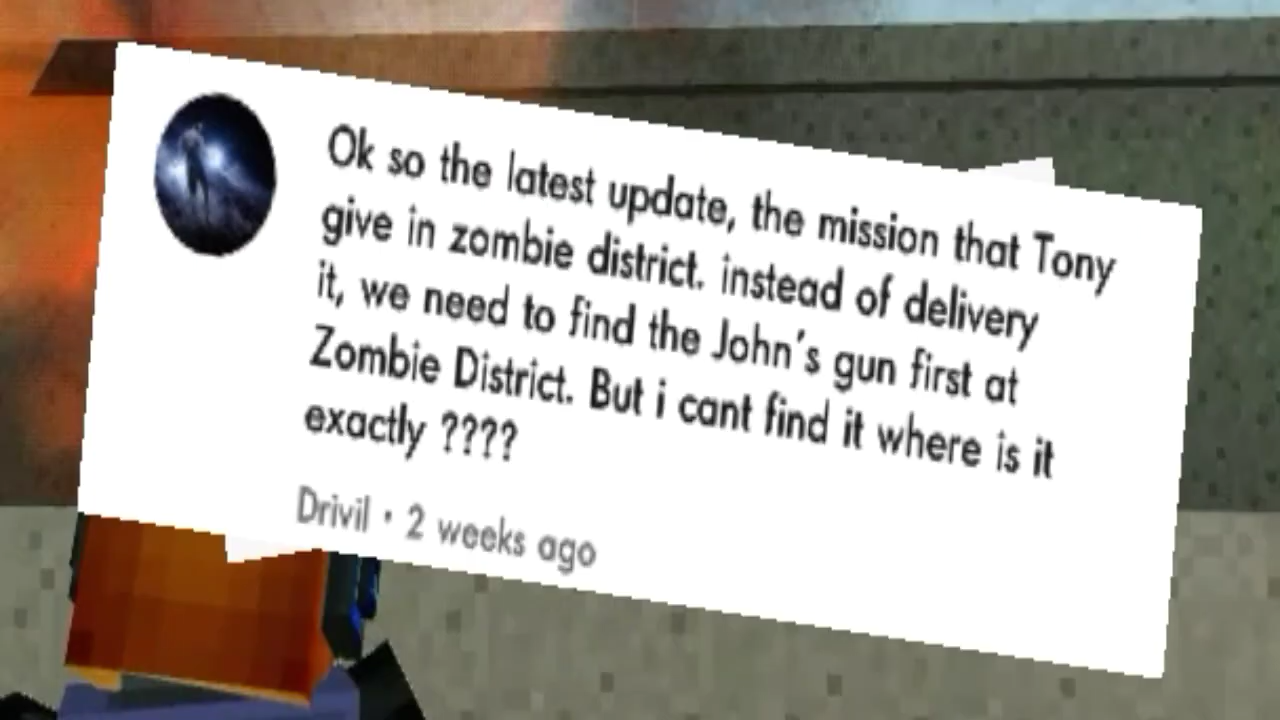 Ok so the latest update, the mission that Tony
give in zombie district. instead of delivery
it, we need to find the John's gun first at
Zombie District. But i cant find it where is it
exactly ????
Drivil • 2 weeks ago